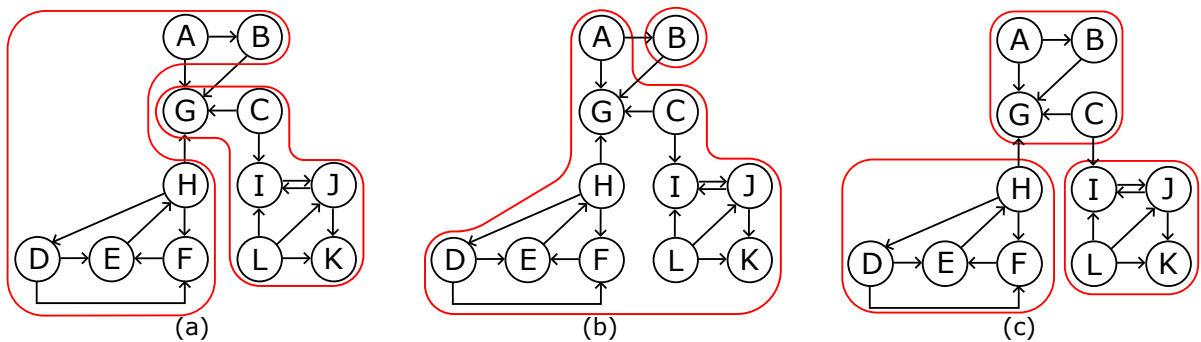 A B
G C
H I J
D E F L K
(a)
A B
G C
H I J
D E F L K
(b)
A B
G C
H I J
D E F L K
(c)